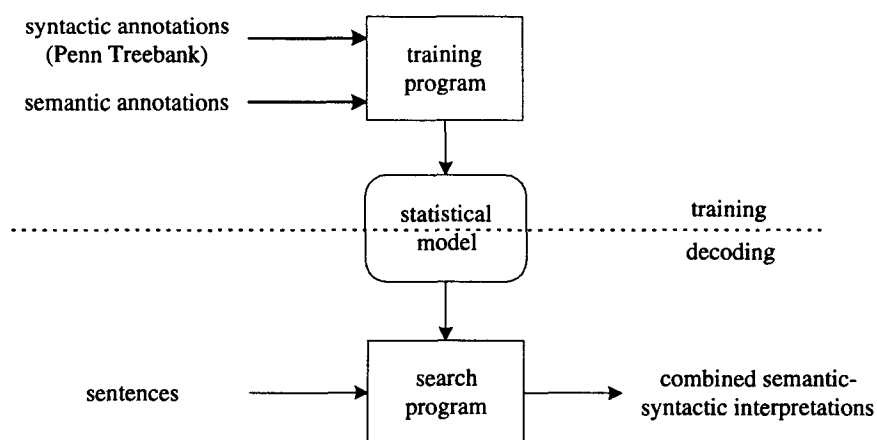 syntactic annotations
(Penn Treebank)
semantic annotations
training
program
statistical
model
training
decoding
sentences
search
program
combined semantic-
syntactic interpretations